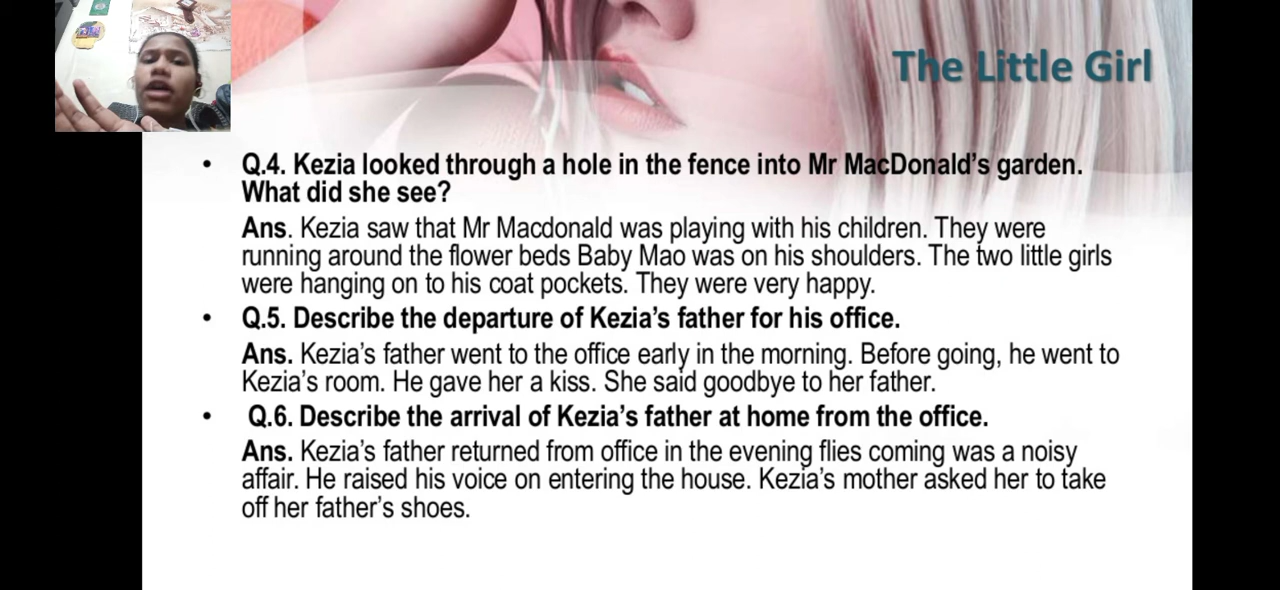 The Little Girl
• Q.4. Kezia looked through a hole in the fence into Mr MacDonald's garden.
What did she see?
Ans. Kezia saw that Mr Macdonald was playing with his children. They were
running around the flower beds Baby Mao was on his shoulders. The two little girls
were hanging on to his coat pockets. They were very happy.
• Q.5. Describe the departure of Kezia's father for his office.
Ans. Kezia's father went to the office early in the morning. Before going, he went to
Kezia's room. He gave her a kiss. She said goodbye to her father.
• Q.6. Describe the arrival of Kezia's father at home from the office.
Ans. Kezia's father returned from office in the evening flies coming was a noisy
affair. He raised his voice on entering the house. Kezia's mother asked her to take
off her father's shoes.